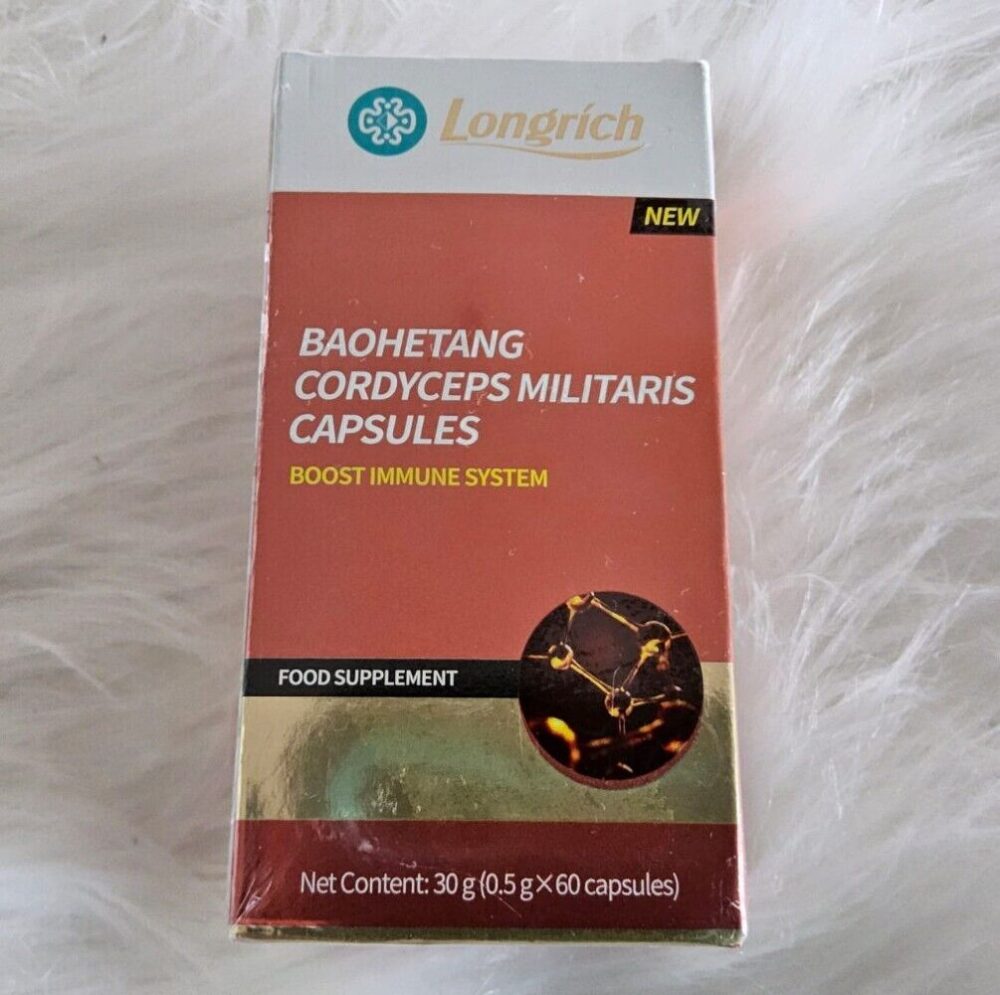 Longrich
NEW
BAOHETANG
CORDYCEPS MILITARIS
CAPSULES
BOOST IMMUNE SYSTEM
FOOD SUPPLEMENT
Net Content: 30 g (0.5 g×60 capsules)